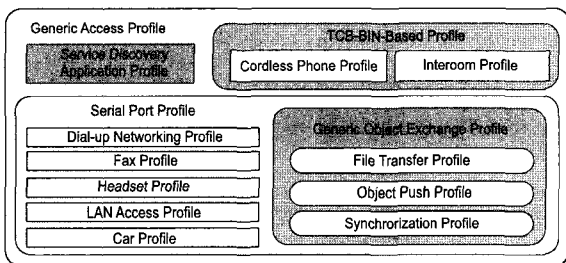 Generic Access Profile
Service Discovery
Application Profile
TCB-BIN-Based Profile
Cordless Phone Profile
Interoom Profile
Serial Port Profile
Dial-up Networking Profile
Fax Profile
Headset Profile
LAN Access Profile
Car Profile
Generic Object Exchange Profile
File Transfer Profile
Object Push Profile
Synchrorization Profile